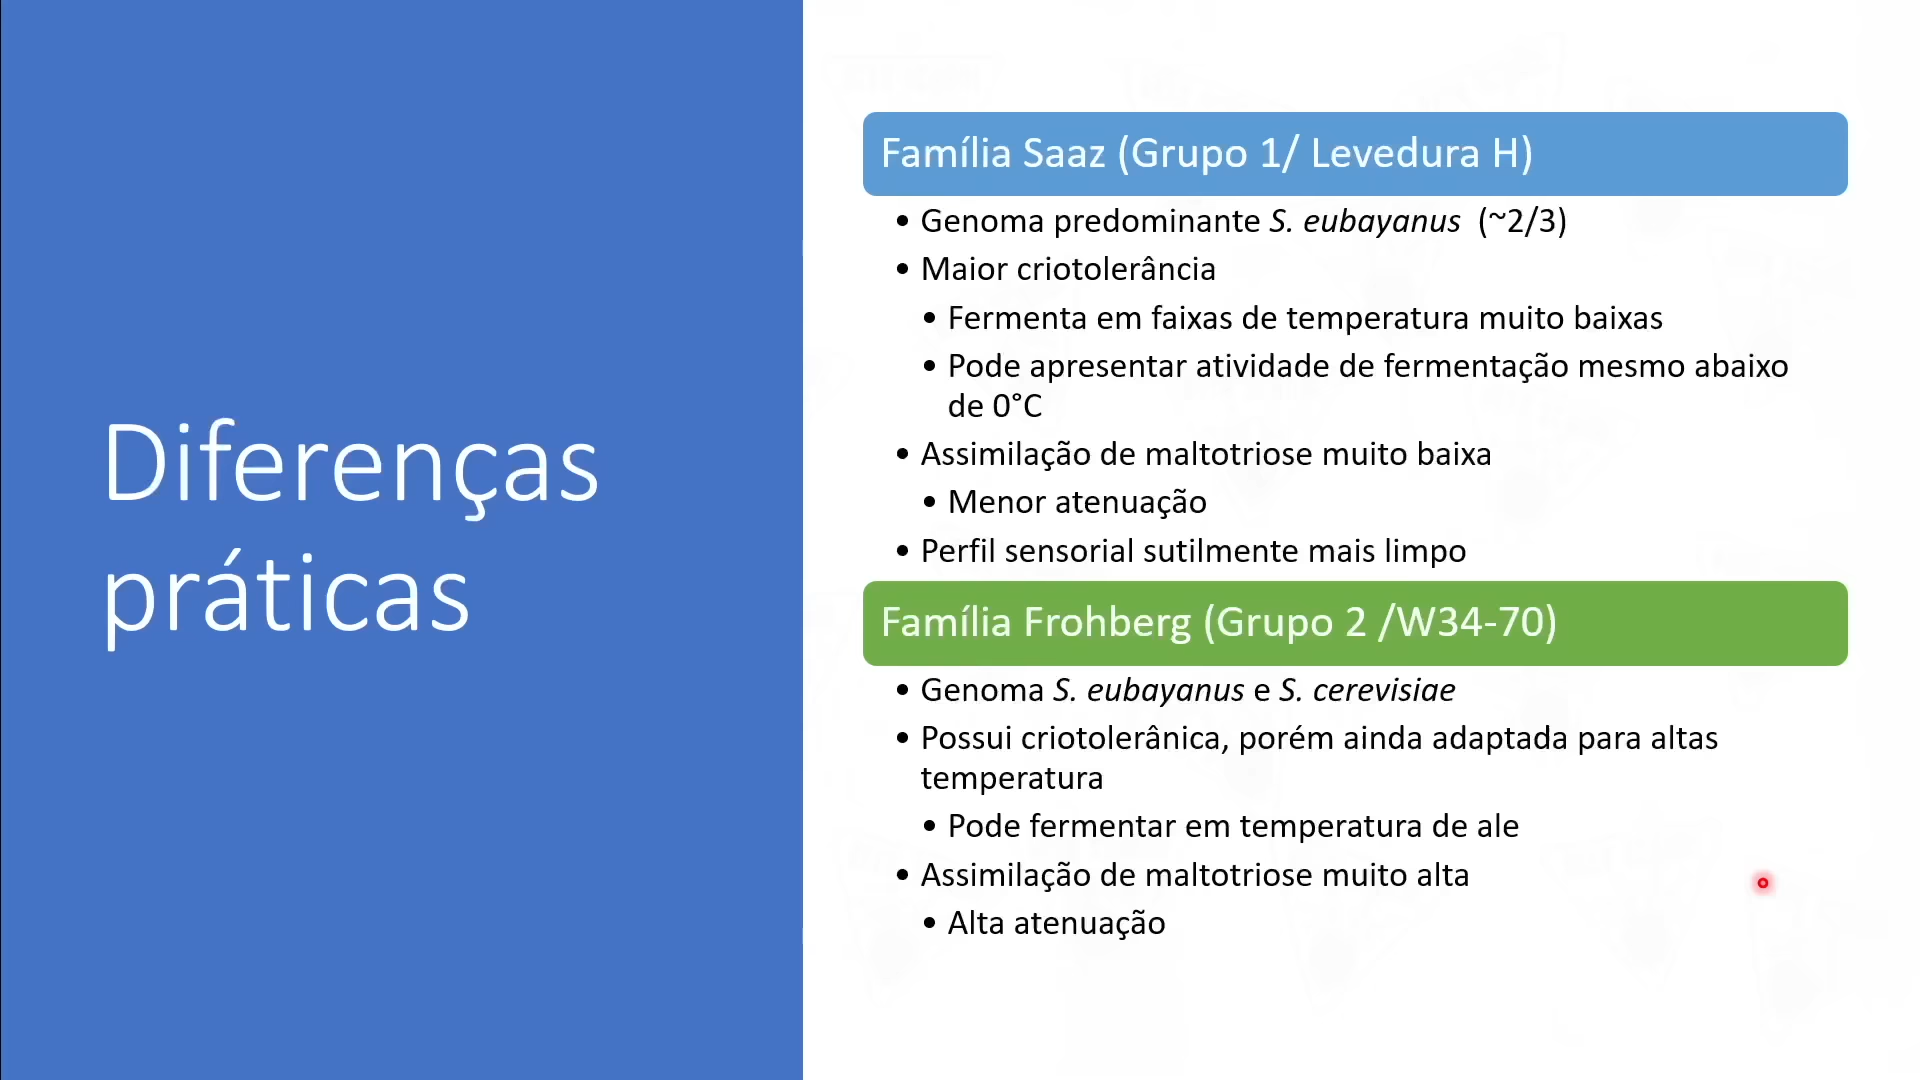 Diferenças
práticas
Família Saaz (Grupo 1/ Levedura H)
• Genoma predominante S. eubayanus (~2/3)
• Maior criotolerância
• Fermenta em faixas de temperatura muito baixas
• Pode apresentar atividade de fermentação mesmo abaixo
de 0°C
• Assimilação de maltotriose muito baixa
• Menor atenuação
• Perfil sensorial sutilmente mais limpo
Família Frohberg (Grupo 2 /W34-70)
• Genoma S. eubayanus e S. cerevisiae
• Possui criotolerânica, porém ainda adaptada para altas
temperatura
• Pode fermentar em temperatura de ale
• Assimilação de maltotriose muito alta
• Alta atenuação